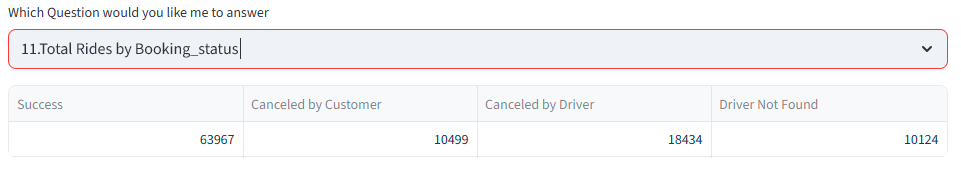 Which Question would you like me to answer
11.Total Rides by Booking_status
Success Canceled by Customer Canceled by Driver Driver Not Found
63967 10499 18434 10124